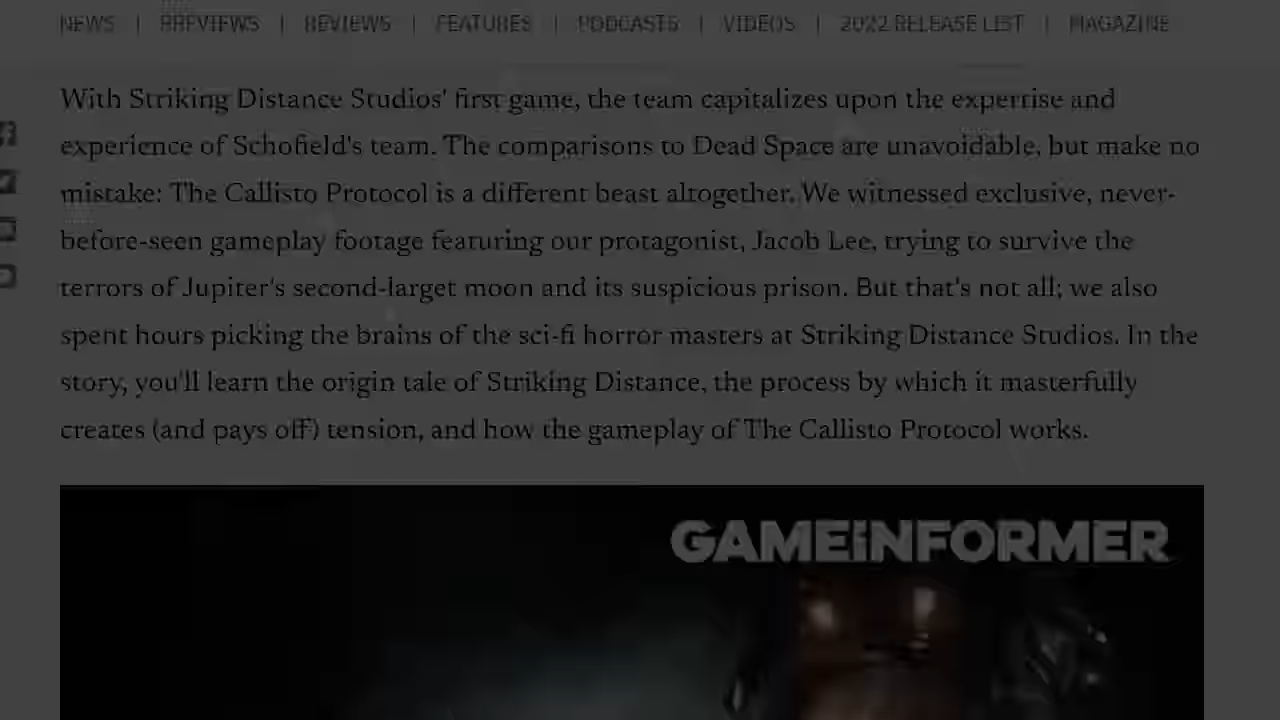 NEWS | PREVIEWS | REVIEWS | FEATURES | PODCASTS | VIDEOS | 2022 RELEASE LIST | MAGAZINE
With Striking Distance Studios' first game, the team capitalizes upon the expertise and
experience of Schofield's team. The comparisons to Dead Space are unavoidable, but make no
mistake: The Callisto Protocol is a different beast altogether. We witnessed exclusive, never-
before-seen gameplay footage featuring our protagonist, Jacob Lee, trying to survive the
terrors of Jupiter's second-larget moon and its suspicious prison. But that's not all; we also
spent hours picking the brains of the sci-fi horror masters at Striking Distance Studios. In the
story, you'll learn the origin tale of Striking Distance, the process by which it masterfully
creates (and pays off) tension, and how the gameplay of The Callisto Protocol works.
GAMEINFORMER